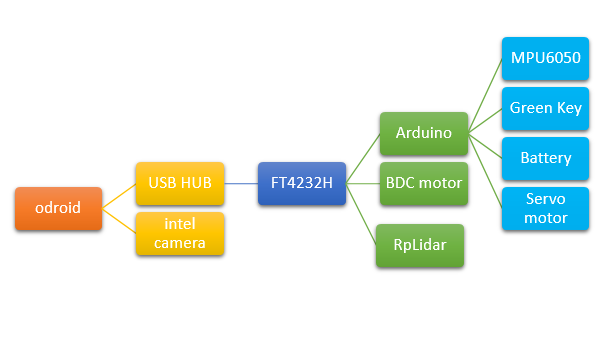 odroid
USB HUB
intel
camera
FT4232H
Arduino
BDC motor
RpLidar
MPU6050
Green Key
Battery
Servo
motor